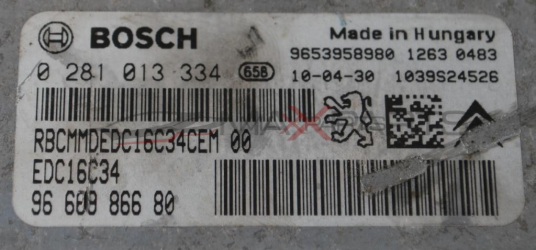 BOSCH
Made in Hungary
9653958980 1263 0483
0 281 013 334 658
10-04-30 1039S24526
RBCMMDEDC16C34CEM 00
EDC16C34
96 609 866 80